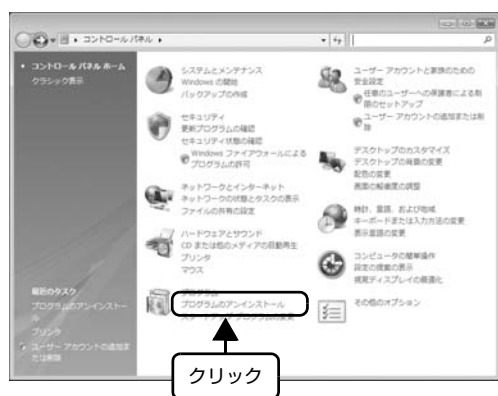 コントロール パネル
コントロール パネル ホーム
クラシック表示
システムとメンテナンス
Windows の開始
バックアップの作成
セキュリティ
更新プログラムの確認
セキュリティ状態の確認
Windows ファイアウォールによる
プログラムの許可
ネットワークとインターネット
ネットワークの状態とタスクの表示
ファイルの共有の設定
ハードウェアとサウンド
CD または他のメディアの自動再生
プリンタ
マウス
プログラム
プログラムのアンインストール
スタートアップ プログラムの変更
ユーザー アカウントと家族のための
安全設定
任意のユーザーへの保護者による制
限のセットアップ
ユーザー アカウントの追加または削
除
デスクトップのカスタマイズ
デスクトップの背景の変更
配色の変更
画面の解像度の調整
時計、言語、および地域
キーボードまたは入力方法の変更
表示言語の変更
コンピュータの簡単操作
設定の提案の表示
視覚ディスプレイの最適化
その他のオプション
最近のタスク
プログラムのアンインストー
ル
プリンタ
ユーザー アカウントの追加ま
たは削除
クリック